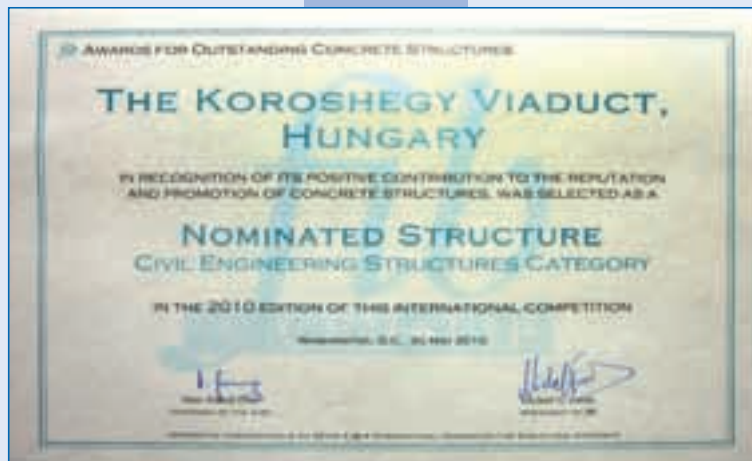 AWARDS FOR OUTSTANDING CONCRETE STRUCTURES
THE KOROSHEGY VIADUCT,
HUNGARY
IN RECOGNITION OF ITS POSITIVE CONTRIBUTION TO THE REPUTATION
AND PROMOTION OF CONCRETE STRUCTURES, WAS SELECTED AS A
NOMINATED STRUCTURE
CIVIL ENGINEERING STRUCTURES CATEGORY
IN THE 2010 EDITION OF THIS INTERNATIONAL COMPETITION
WASHINGTON, D.C., MAY 2010